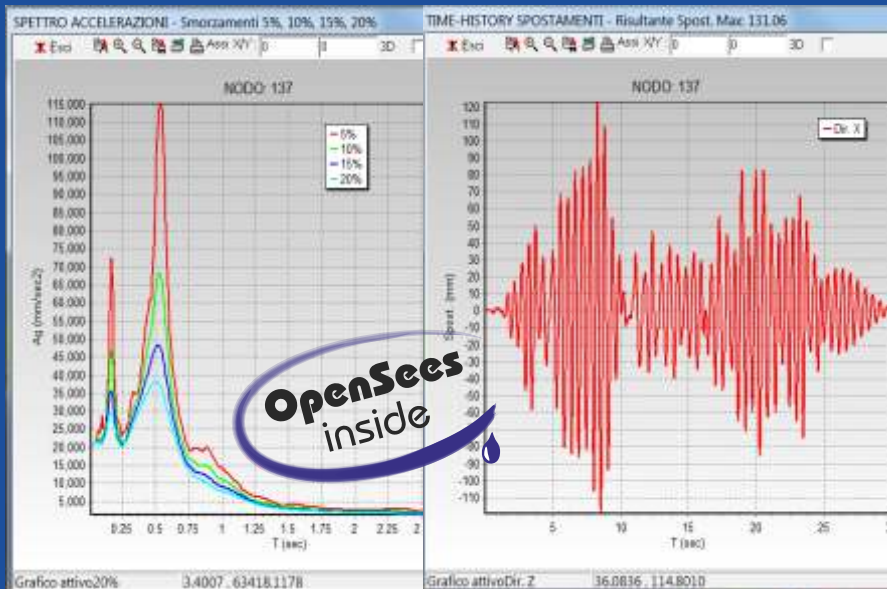 SPETTRO ACCELERAZIONI - Smorzamenti 5%, 10%, 15%, 20%
Esci
Assi X/Y
0
0
3D
NODO: 137
115,000
110,000
105,000
100,000
95,000
90,000
85,000
80,000
75,000
70,000
65,000
60,000
55,000
50,000
45,000
40,000
35,000
30,000
25,000
20,000
15,000
10,000
5,000
Ag (mm/sec2)
5%
10%
15%
20%
0.25 0.5 0.75 1 1.25 1.5 1.75 2 2.25
T (sec)
Grafico attivo20% 3.4007 , 63418.1178
TIME-HISTORY SPOSTAMENTI - Risultante Spost. Max: 131.06
Esci
Assi X/Y
0
0
3D
NODO: 137
120
110
100
90
80
70
60
50
40
30
20
10
0
-10
-20
-60
-70
-80
-90
-100
-110
Spost. (mm)
Dir. X
5 10 15 20 25
T (sec)
Grafico attivoDir. Z 36.0836 , 114.8010
OpenSees
inside